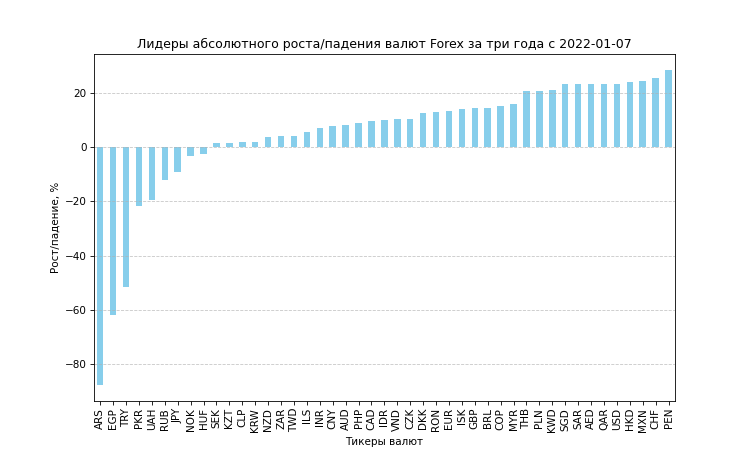 Лидеры абсолютного роста/падения валют Forex за три года с 2022-01-07
Рост/падение, %
20
0
−20
−40
−60
−80
ARS EGP TRY PKR UAH RUB JPY NOK HUF SEK KZT CLP KRW NZD ZAR TWD ILS INR CNY AUD PHP CAD IDR VND CZK DKK RON EUR ISK GBP BRL COP MYR THB PLN KWD SGD SAR AED QAR USD HKD MXN CHF PEN
Тикеры валют